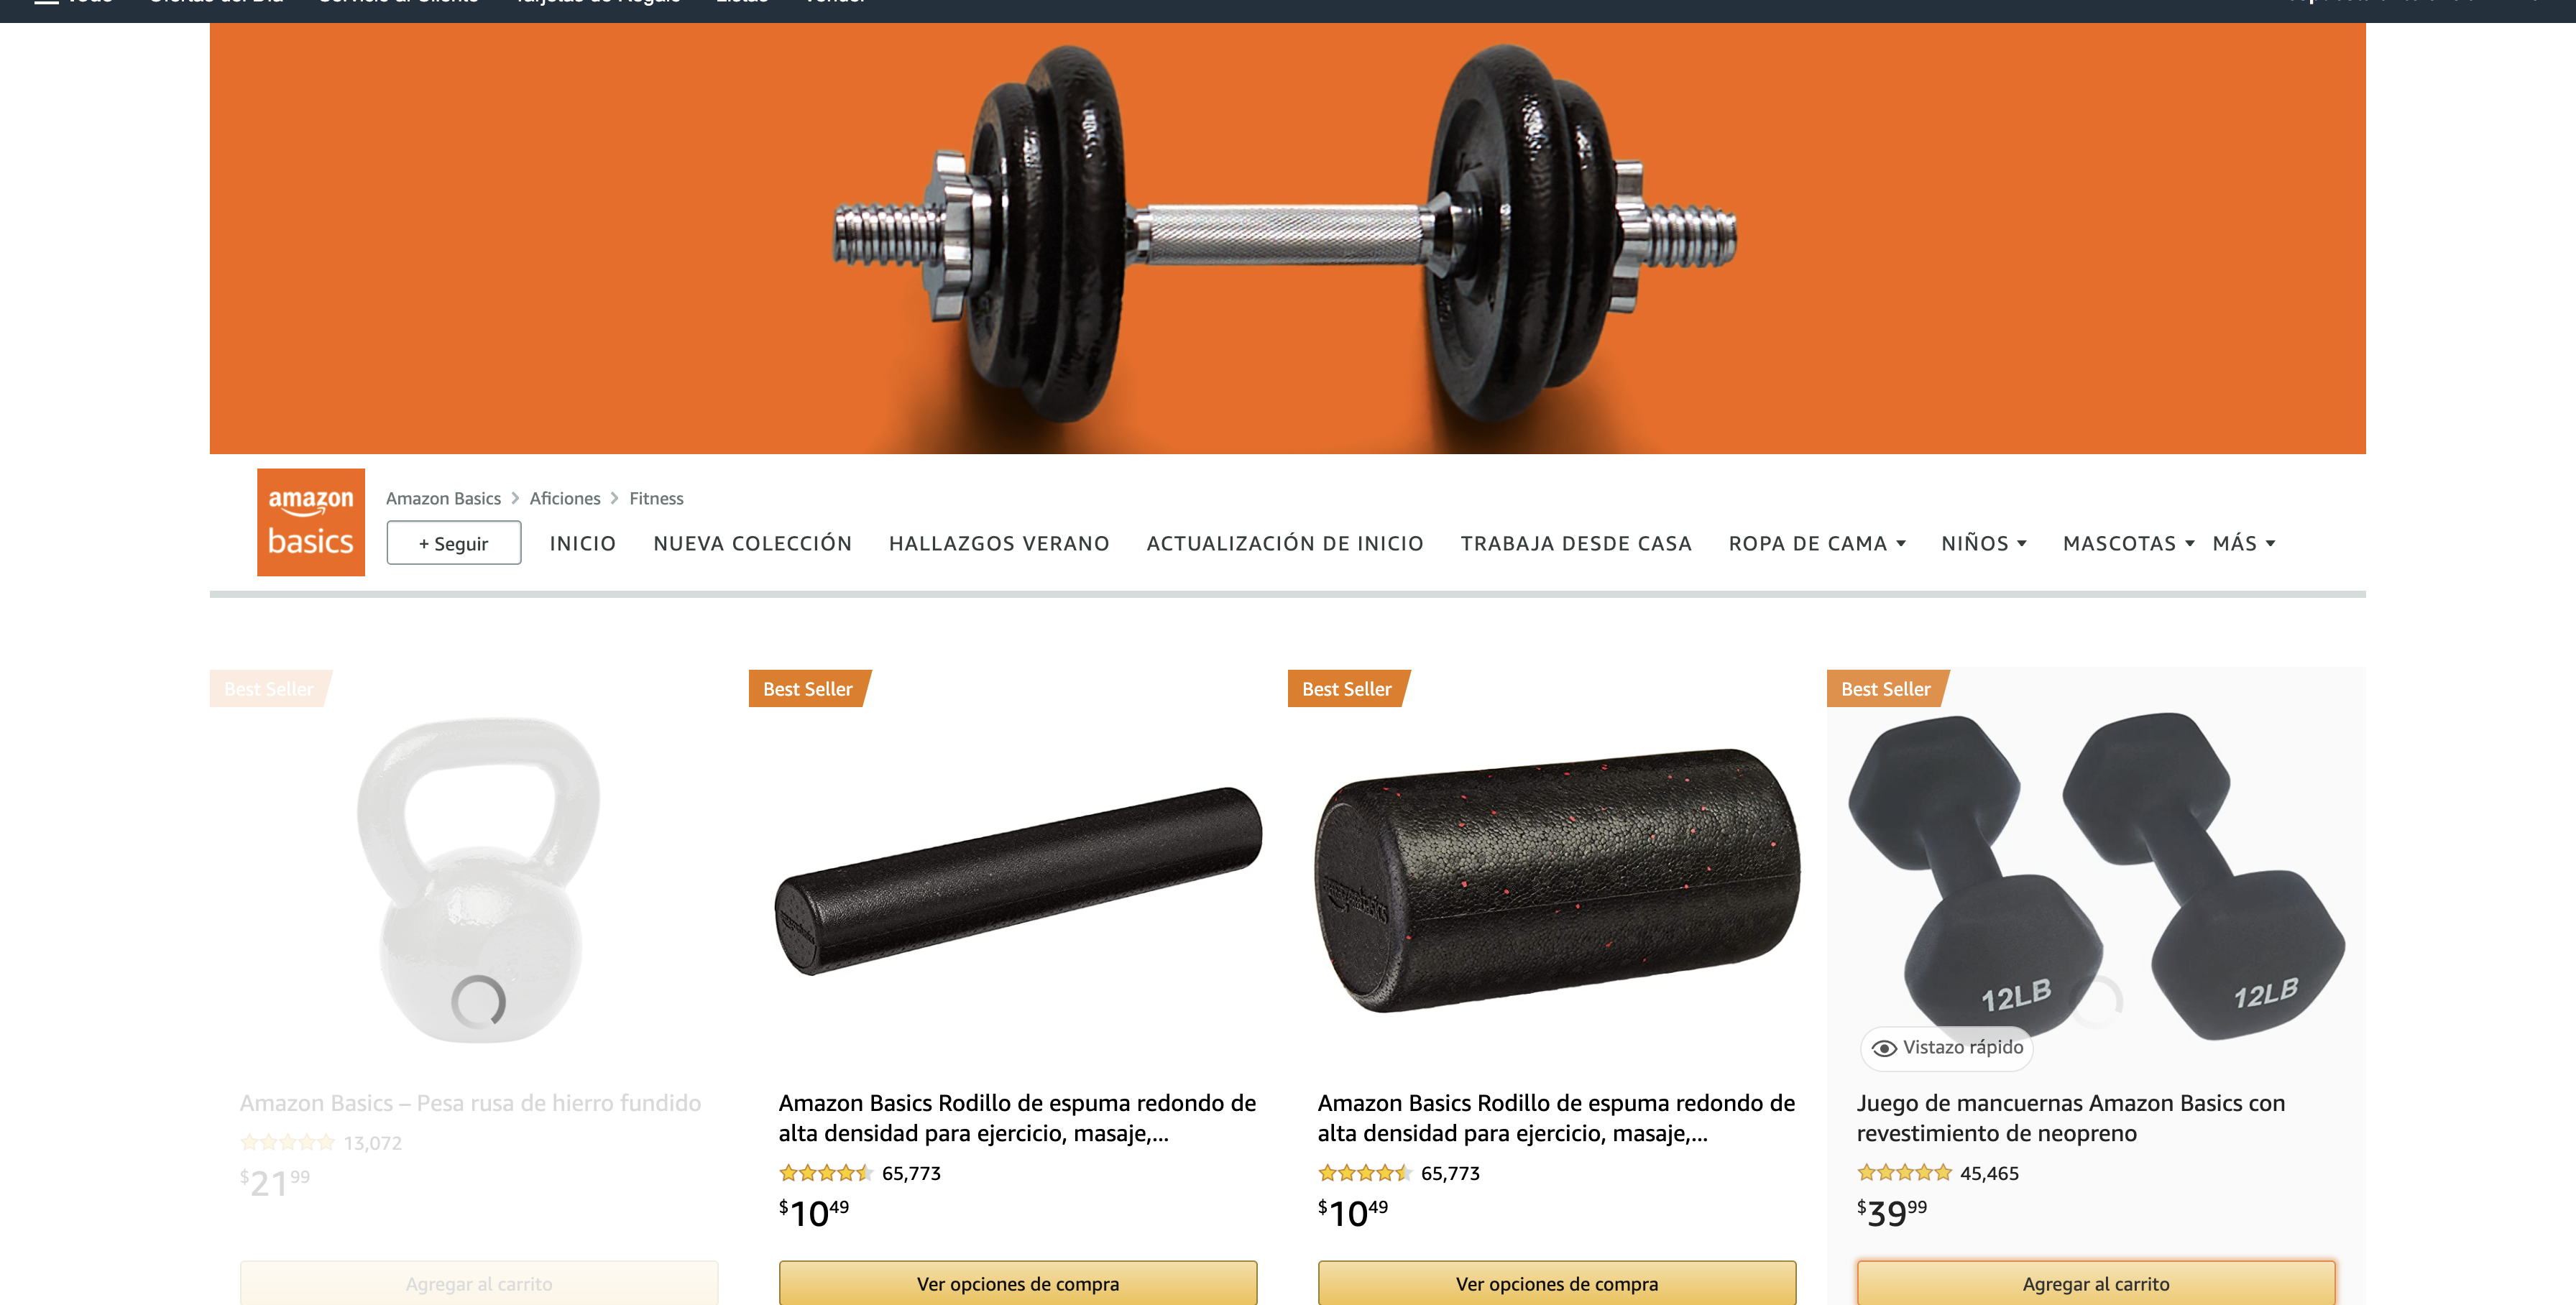 amazon
basics
Amazon Basics > Aficiones > Fitness
+ Seguir
INICIO
NUEVA COLECCIÓN
HALLAZGOS VERANO
ACTUALIZACIÓN DE INICIO
TRABAJA DESDE CASA
ROPA DE CAMA
NIÑOS
MASCOTAS
MÁS
Best Seller
Amazon Basics – Pesa rusa de hierro fundido
13,072
$21.99
Agregar al carrito
Best Seller
amazonbasics
Amazon Basics Rodillo de espuma redondo de
alta densidad para ejercicio, masaje,...
65,773
$10.49
Ver opciones de compra
Best Seller
amazonbasics
Amazon Basics Rodillo de espuma redondo de
alta densidad para ejercicio, masaje,...
65,773
$10.49
Ver opciones de compra
Best Seller
12LB
12LB
Vistazo rápido
Juego de mancuernas Amazon Basics con
revestimiento de neopreno
45,465
$39.99
Agregar al carrito